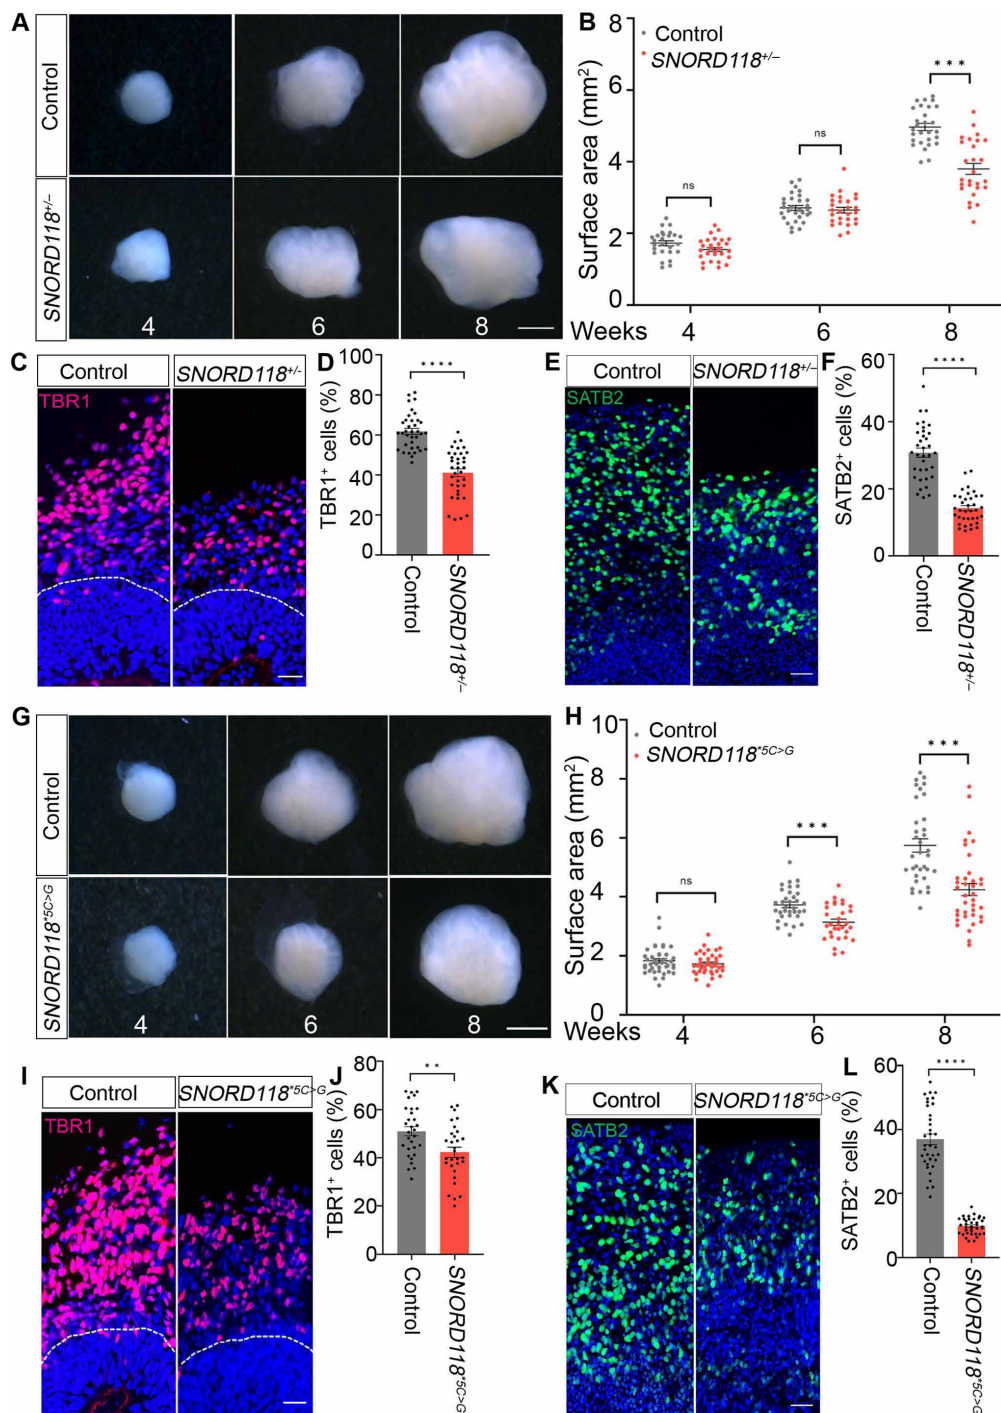 A
Control
SNORD118+/–
4
6
8
B
Surface area (mm2)
8
6
4
2
0
Control
SNORD118+/–
ns
ns
***
Weeks
4
6
8
C
Control
SNORD118+/-
TBR1
D
TBR1+ cells (%)
100
80
60
40
20
0
****
Control
SNORD118+/–
E
Control
SNORD118+/–
SATB2
F
SATB2+ cells (%)
60
40
20
0
****
Control
SNORD118+/–
G
Control
SNORD118*5C>G
4
6
8
H
Surface area (mm2)
10
8
6
4
2
0
Control
SNORD118*5C>G
ns
***
***
Weeks
4
6
8
I
Control
SNORD118*5C>G
TBR1
J
TBR1+ cells (%)
80
60
40
20
0
**
Control
SNORD118*5C>G
K
Control
SNORD118*5C>G
SATB2
L
SATB2+ cells (%)
60
40
20
0
****
Control
SNORD118*5C>G